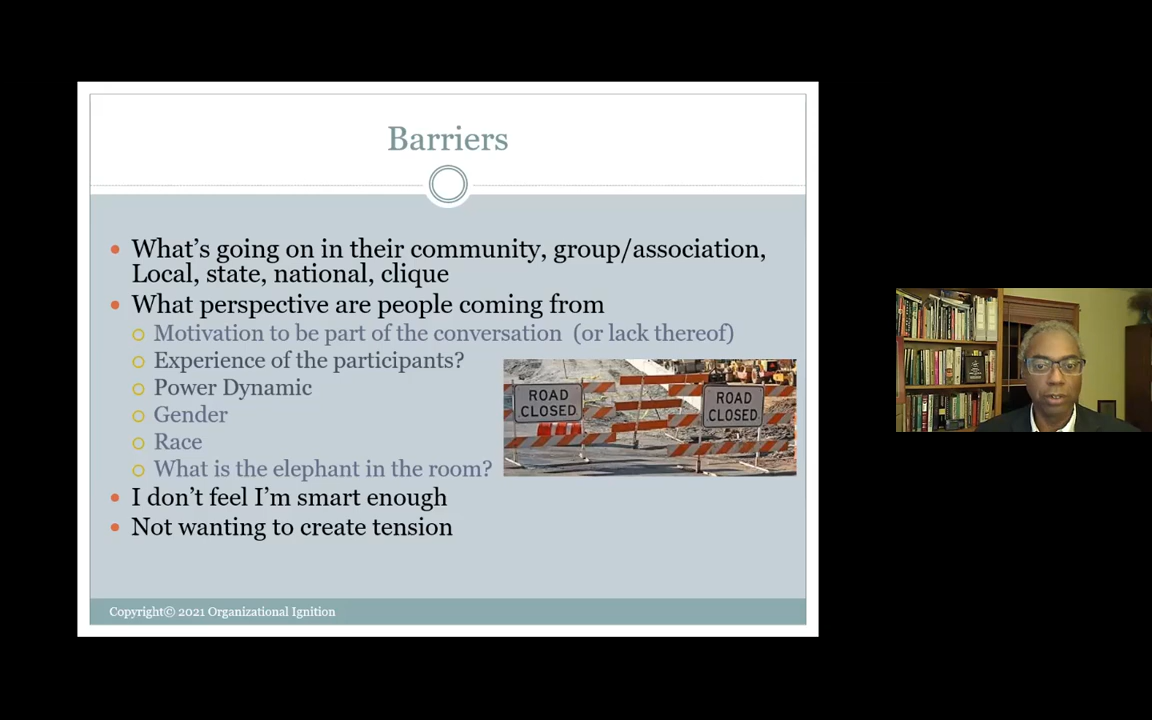 Barriers
What's going on in their community, group/association,
Local, state, national, clique
What perspective are people coming from
Motivation to be part of the conversation (or lack thereof)
Experience of the participants?
Power Dynamic
Gender
Race
What is the elephant in the room?
ROAD
CLOSED
ROAD
CLOSED
I don't feel I'm smart enough
Not wanting to create tension
Copyright© 2021 Organizational Ignition